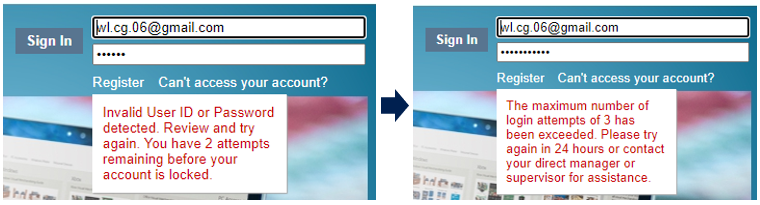 wl.cg.06@gmail.com
Sign In
••••••
Register Can't access your account?
Invalid User ID or Password
detected. Review and try
again. You have 2 attempts
remaining before your
account is locked.
wl.cg.06@gmail.com
Sign In
•••••••••••
Register Can't access your account?
The maximum number of
login attempts of 3 has
been exceeded. Please try
again in 24 hours or contact
your direct manager or
supervisor for assistance.